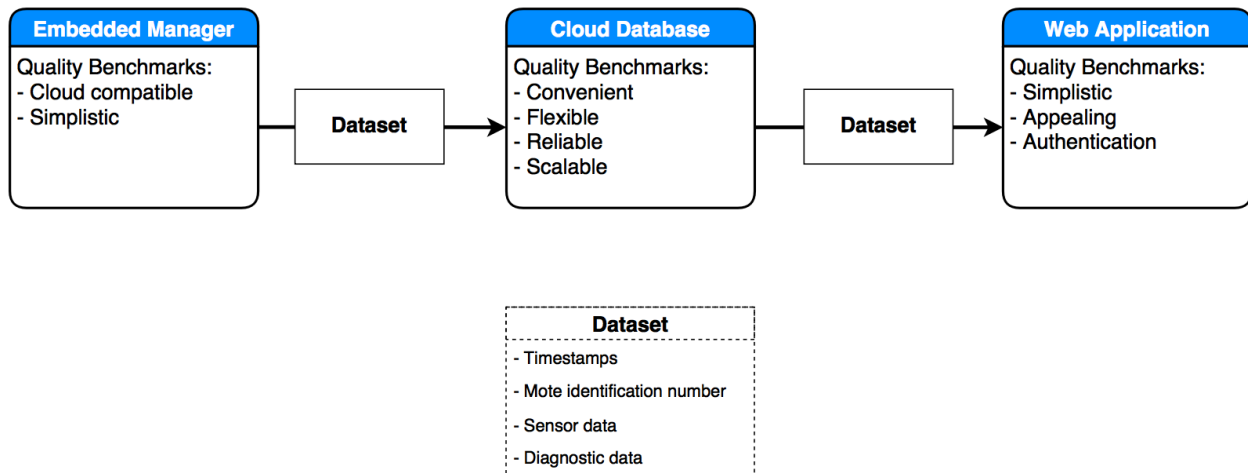 Embedded Manager
Quality Benchmarks:
- Cloud compatible
- Simplistic
Dataset
Cloud Database
Quality Benchmarks:
- Convenient
- Flexible
- Reliable
- Scalable
Dataset
Web Application
Quality Benchmarks:
- Simplistic
- Appealing
- Authentication
Dataset
- Timestamps
- Mote identification number
- Sensor data
- Diagnostic data